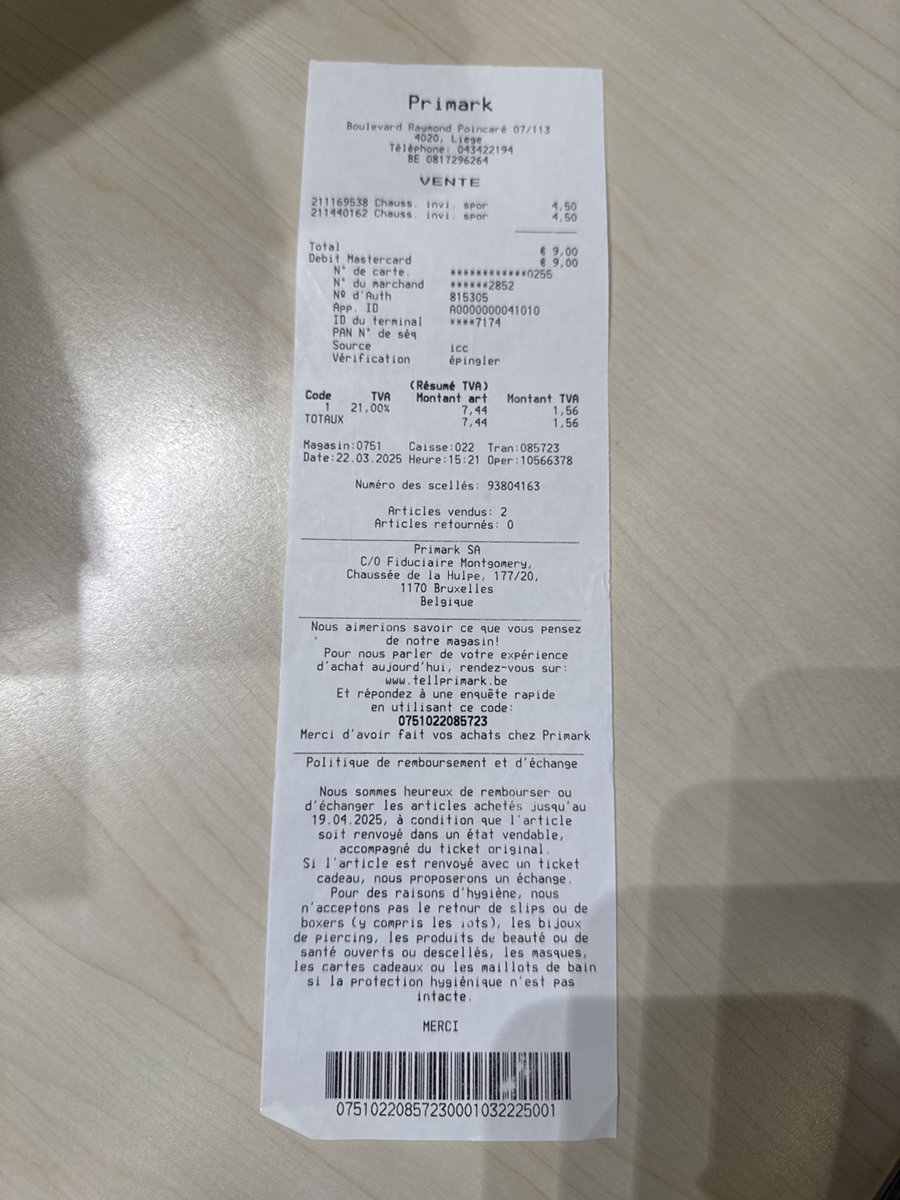 Primark
Boulevard Raymond Poincaré 07/113
4020, Liege
Téléphone: 043422194
BE 0817296264
VENTE
211169538 Chauss. invi. spor 4,50
211440162 Chauss. invi. spor 4,50
Total € 9,00
Debit Mastercard € 9,00
N° de carte. ************0255
N° du marchand ******2852
Nº d'Auth 815305
App. ID A0000000041010
ID du terminal ****7174
PAN N° de séq
Source icc
Vérification épingler
(Résumé TVA)
Code TVA Montant art Montant TVA
1 21,00% 7,44 1,56
TOTAUX 7,44 1,56
Magasin:0751 Caisse:022 Tran:085723
Date:22.03.2025 Heure:15:21 Oper:10566378
Numéro des scellés: 93804163
Articles vendus: 2
Articles retournés: 0
Primark SA
C/O Fiduciaire Montgomery,
Chaussée de la Hulpe, 177/20,
1170 Bruxelles
Belgique
Nous aimerions savoir ce que vous pensez
de notre magasin!
Pour nous parler de votre expérience
d'achat aujourd'hui, rendez-vous sur:
www.tellprimark.be
Et répondez à une enquête rapide
en utilisant ce code:
0751022085723
Merci d'avoir fait vos achats chez Primark
Politique de remboursement et d'échange
Nous sommes heureux de rembourser ou
d'échanger les articles achetés jusqu'au
19.04.2025, à condition que l'article
soit renvoyé dans un état vendable,
accompagné du ticket original.
Si l'article est renvoyé avec un ticket
cadeau, nous proposerons un échange.
Pour des raisons d'hygiène, nous
n'acceptons pas le retour de slips ou de
boxers (y compris les lots), les bijoux
de piercing, les produits de beauté ou de
santé ouverts ou descellés, les masques,
les cartes cadeaux ou les maillots de bain
si la protection hygiénique n'est pas
intacte.
MERCI
07510220857230001032225001